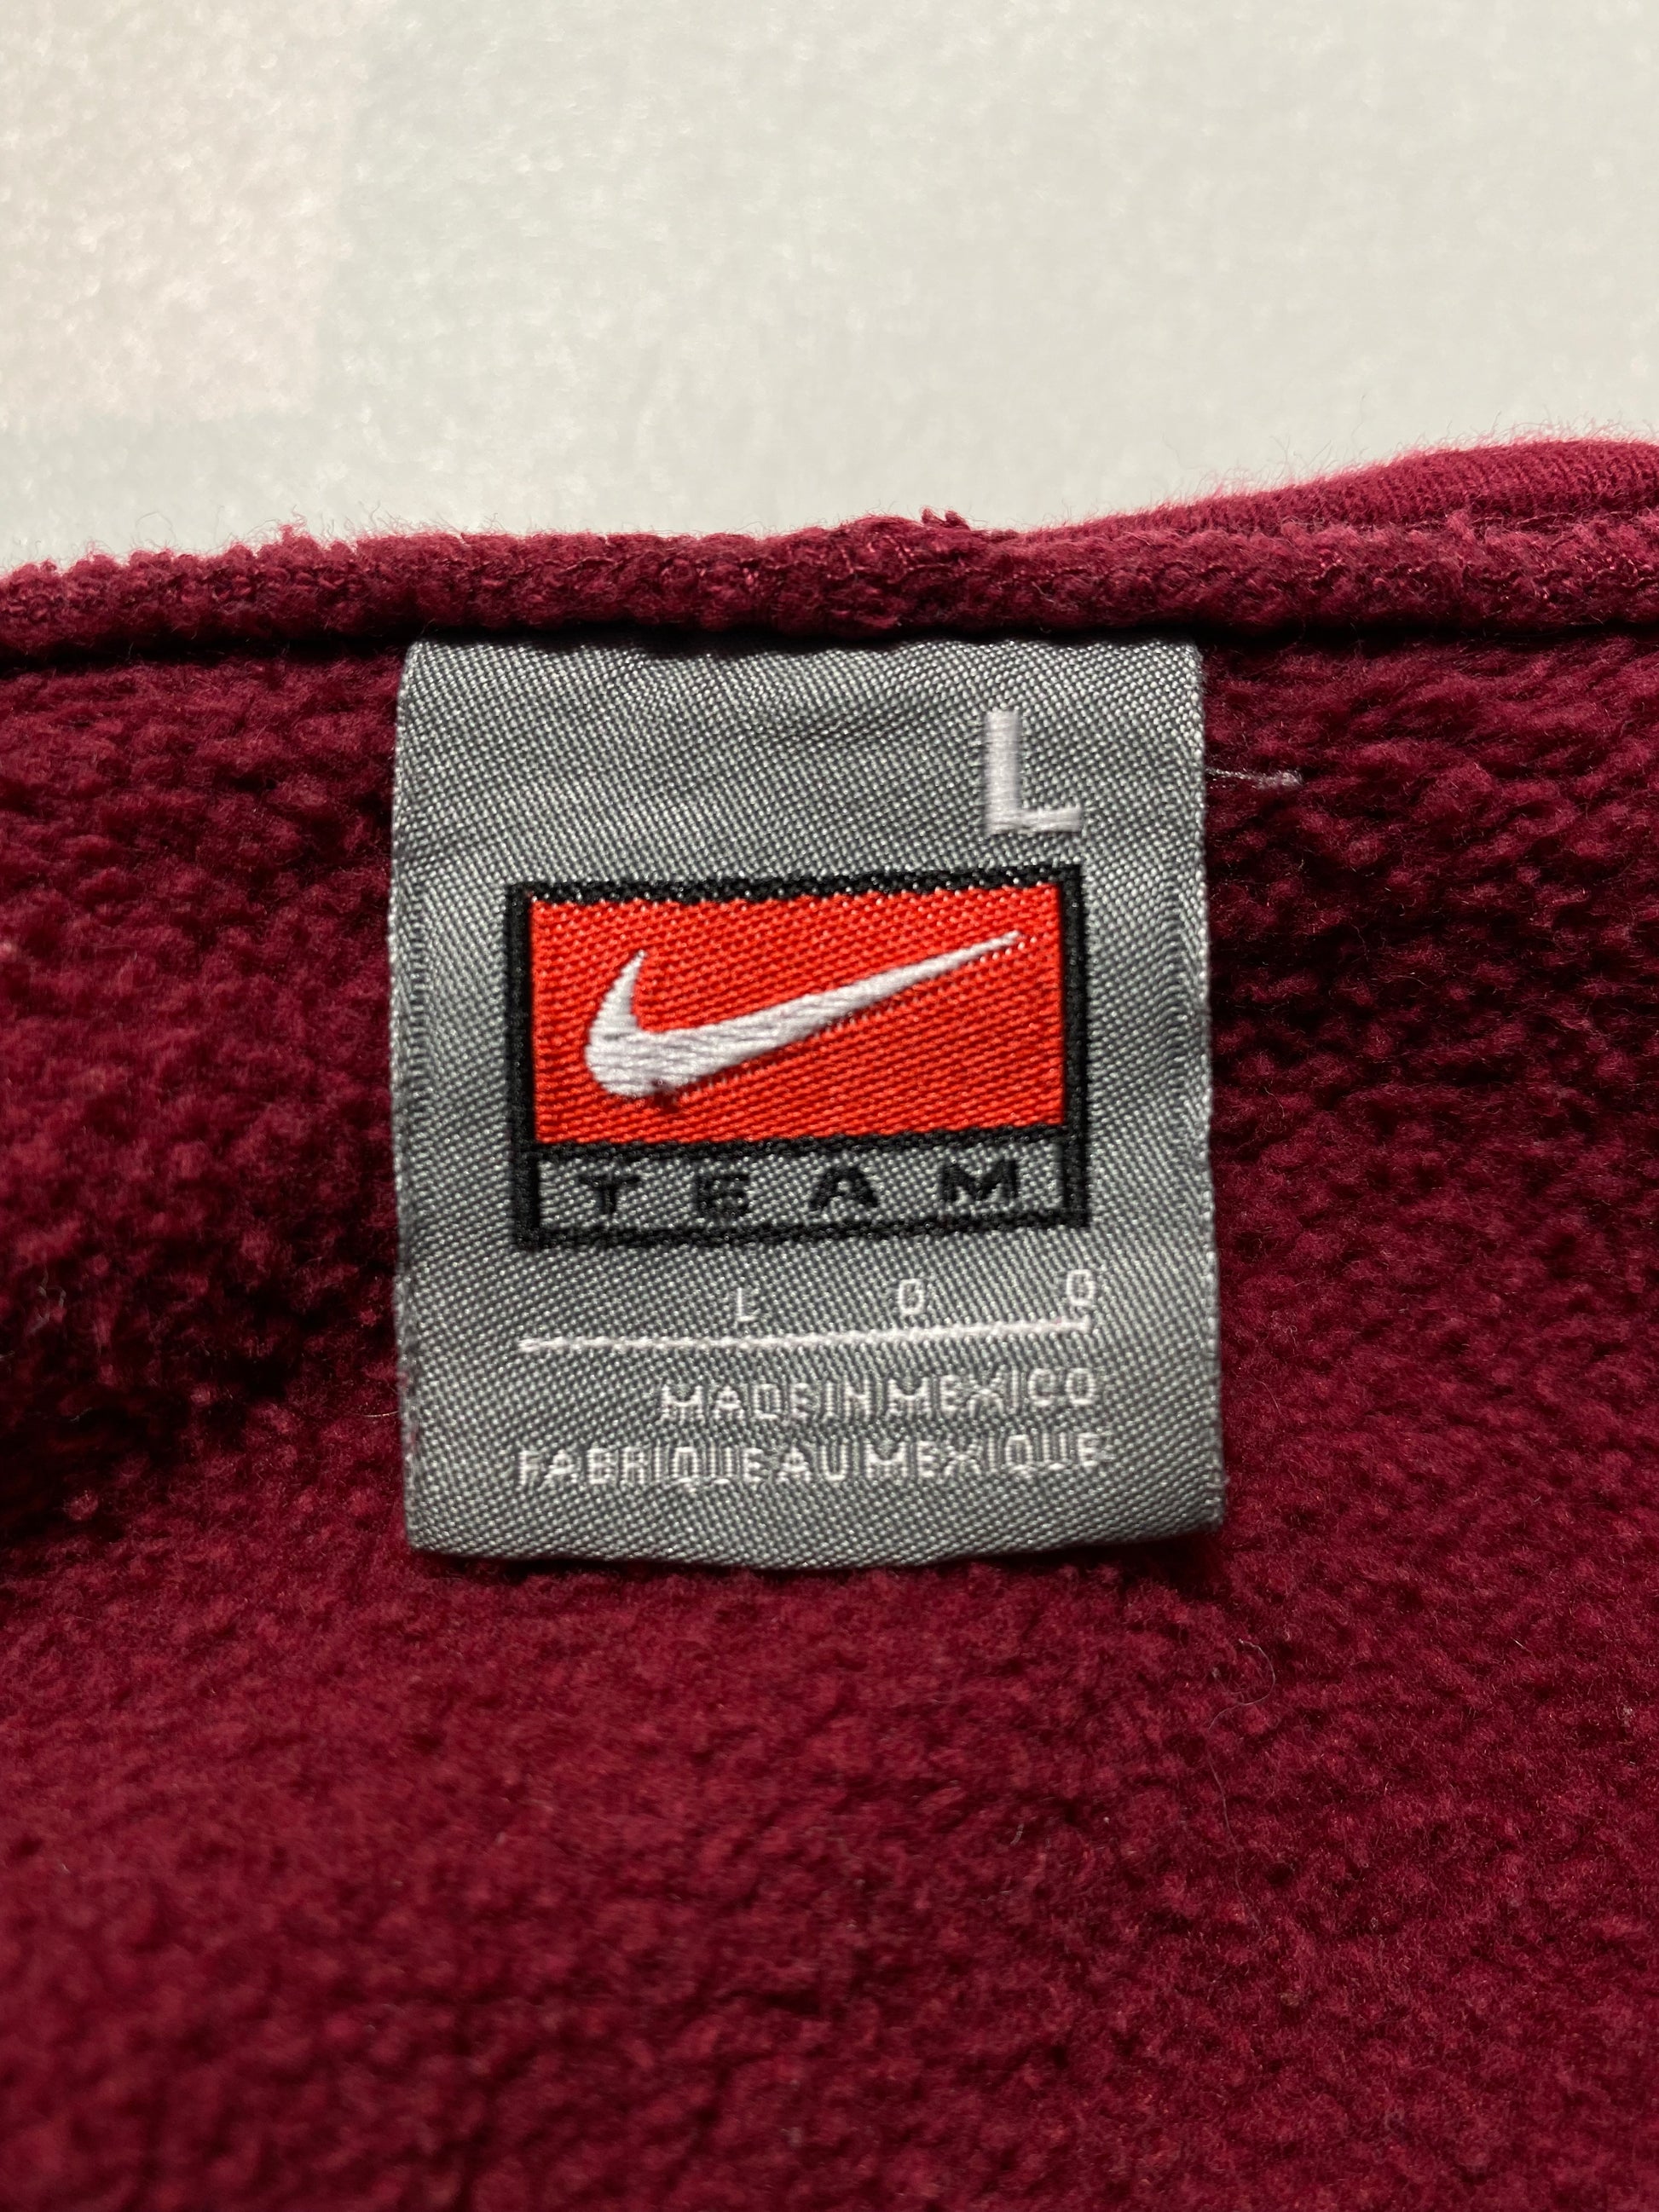 L
TEAM
L G G
MADE IN MEXICO
FABRIQUE AU MEXIQUE